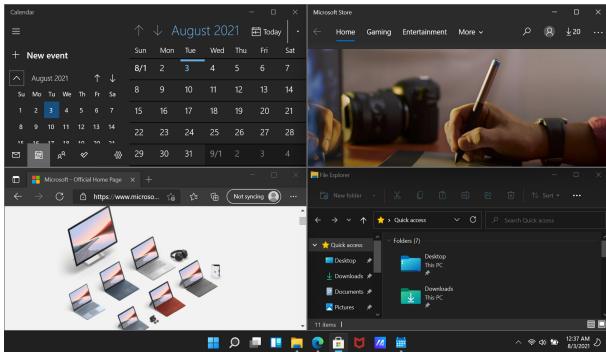 Calendar
August 2021
Today
New event
Sun Mon Tue Wed Thu Fri Sat
8/1 2 3 4 5 6 7
8 9 10 11 12 13 14
15 16 17 18 19 20 21
22 23 24 25 26 27 28
29 30 31 9/1 2 3 4
August 2021
Su Mo Tu We Th Fr Sa
1 2 3 4 5 6 7
8 9 10 11 12 13 14
Microsoft Store
Home Gaming Entertainment More 20
Microsoft - Official Home Page
https://www.microso... Not syncing
File Explorer
New folder Sort
Quick access Search Quick access
Quick access
Desktop
Downloads
Documents
Pictures
Folders (7)
Desktop
This PC
Downloads
This PC
11 items
12:37 AM
8/3/2021